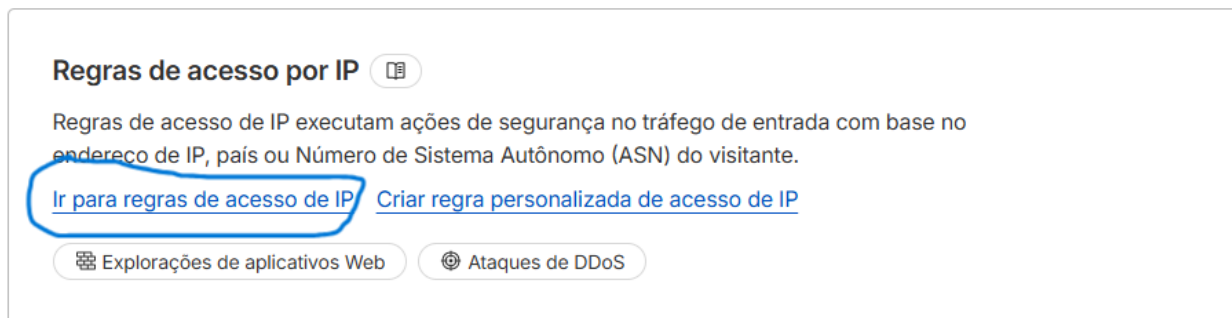 Regras de acesso por IP
Regras de acesso de IP executam ações de segurança no tráfego de entrada com base no
endereço de IP, país ou Número de Sistema Autônomo (ASN) do visitante.
Ir para regras de acesso de IP Criar regra personalizada de acesso de IP
Explorações de aplicativos Web Ataques de DDoS